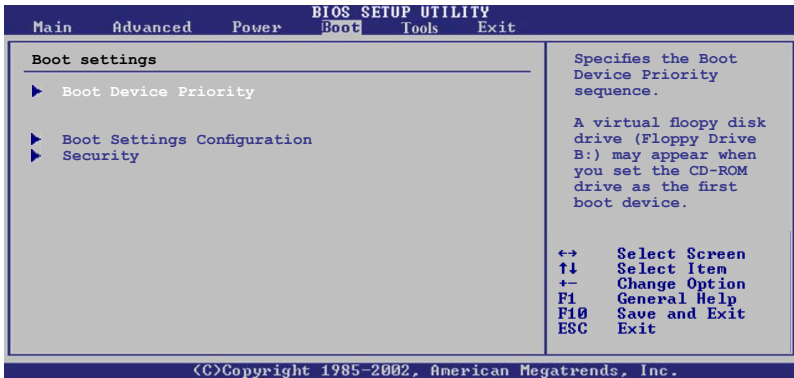 BIOS SETUP UTILITY
Main Advanced Power Boot Tools Exit
Boot settings
Boot Device Priority
Boot Settings Configuration
Security
Specifies the Boot
Device Priority
sequence.
A virtual floopy disk
drive (Floppy Drive
B:) may appear when
you set the CD-ROM
drive as the first
boot device.
←→ Select Screen
↑↓ Select Item
+- Change Option
F1 General Help
F10 Save and Exit
ESC Exit
(C)Copyright 1985-2002, American Megatrends, Inc.